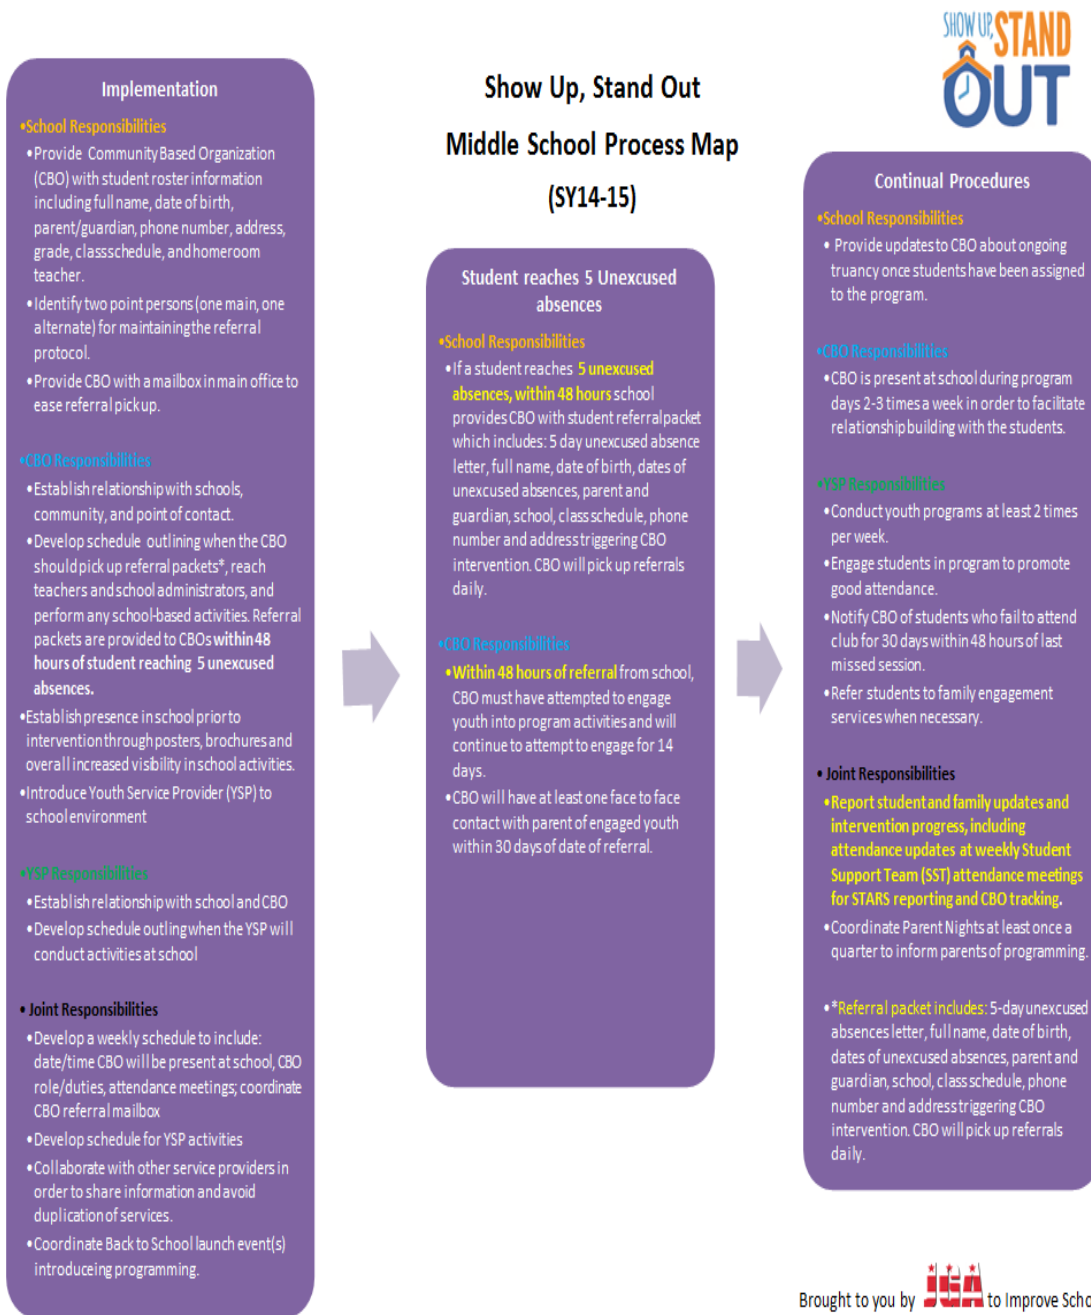 SHOW UP,
STAND
OUT
Show Up, Stand Out
Middle School Process Map
(SY14-15)
Implementation
•School Responsibilities
•Provide Community Based Organization
(CBO) with student roster information
including full name, date of birth,
parent/guardian, phone number, address,
grade, class schedule, and homeroom
teacher.
•Identify two point persons (one main, one
alternate) for maintaining the referral
protocol.
•Provide CBO with a mailbox in main office to
ease referral pick up.
•CBO Responsibilities
•Establish relationship with schools,
community, and point of contact.
•Develop schedule outlining when the CBO
should pick up referral packets*, reach
teachers and school administrators, and
perform any school-based activities. Referral
packets are provided to CBOs within 48
hours of student reaching 5 unexcused
absences.
•Establish presence in school prior to
intervention through posters, brochures and
overall increased visibility in school activities.
•Introduce Youth Service Provider (YSP) to
school environment
•YSP Responsibilities
•Establish relationship with school and CBO
•Develop schedule outling when the YSP will
conduct activities at school
• Joint Responsibilities
•Develop a weekly schedule to include:
date/time CBO will be present at school, CBO
role/duties, attendance meetings; coordinate
CBO referral mailbox
•Develop schedule for YSP activities
•Collaborate with other service providers in
order to share information and avoid
duplication of services.
•Coordinate Back to School launch event(s)
introduceing programming.
Student reaches 5 Unexcused
absences
•School Responsibilities
•If a student reaches 5 unexcused
absences, within 48 hours school
provides CBO with student referral packet
which includes: 5 day unexcused absence
letter, full name, date of birth, dates of
unexcused absences, parent and
guardian, school, class schedule, phone
number and address triggering CBO
intervention. CBO will pick up referrals
daily.
•CBO Responsibilities
•Within 48 hours of referral from school,
CBO must have attempted to engage
youth into program activities and will
continue to attempt to engage for 14
days.
•CBO will have at least one face to face
contact with parent of engaged youth
within 30 days of date of referral.
Continual Procedures
•School Responsibilities
• Provide updates to CBO about ongoing
truancy once students have been assigned
to the program.
•CBO Responsibilities
•CBO is present at school during program
days 2-3 times a week in order to facilitate
relationship building with the students.
•YSP Responsibilities
•Conduct youth programs at least 2 times
per week.
•Engage students in program to promote
good attendance.
•Notify CBO of students who fail to attend
club for 30 days within 48 hours of last
missed session.
•Refer students to family engagement
services when necessary.
• Joint Responsibilities
•Report student and family updates and
intervention progress, including
attendance updates at weekly Student
Support Team (SST) attendance meetings
for STARS reporting and CBO tracking.
•Coordinate Parent Nights at least once a
quarter to inform parents of programming.
•*Referral packet includes: 5-day unexcused
absences letter, full name, date of birth,
dates of unexcused absences, parent and
guardian, school, class schedule, phone
number and address triggering CBO
intervention. CBO will pick up referrals
daily.
Brought to you by JGA to Improve Scho